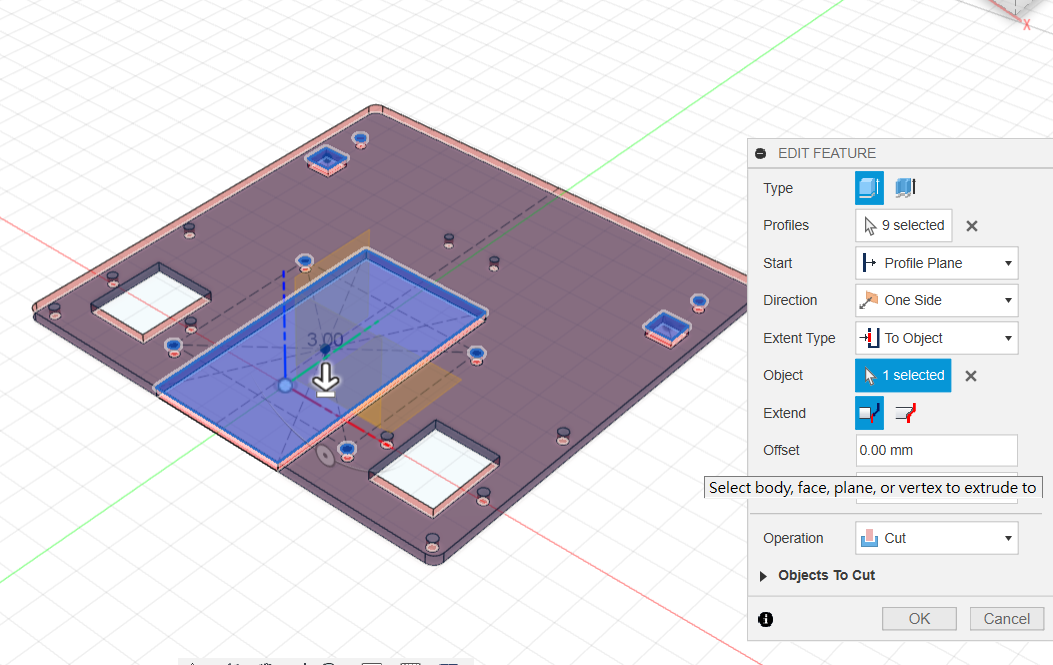 X
EDIT FEATURE
Type
Profiles
9 selected
Start
Profile Plane
Direction
One Side
Extent Type
To Object
Object
1 selected
Extend
Offset
0.00 mm
Select body, face, plane, or vertex to extrude to
Operation
Cut
Objects To Cut
OK
Cancel
3.00